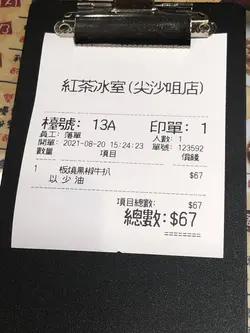 紅茶冰室(尖沙咀店)
檯號: 13A 印單: 1
員工: 落單 人數: 1
開單: 2021-08-20 15:24:23 單號: 123592
數量 項目 價錢
1 板燒黑椒牛扒 $67
以 少 油
項目總數: $67
總數: $67